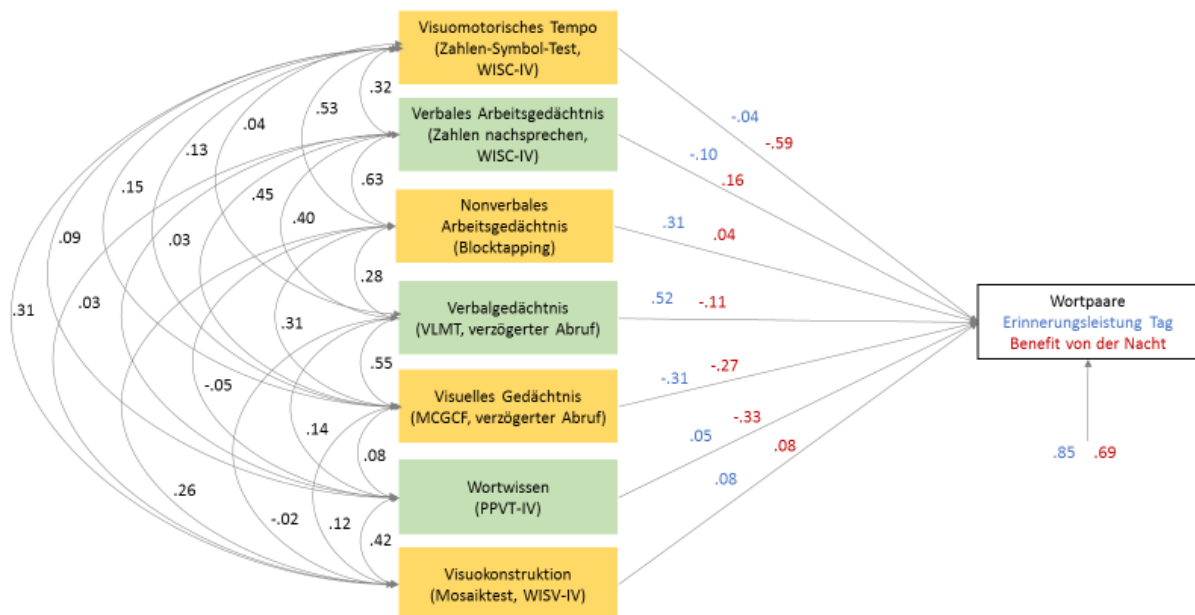 Visuomotorisches Tempo
(Zahlen-Symbol-Test,
WISC-IV)
Verbales Arbeitsgedächtnis
(Zahlen nachsprechen,
WISC-IV)
Nonverbales
Arbeitsgedächtnis
(Blocktapping)
Verbalgedächtnis
(VLMT, verzögerter Abruf)
Visuelles Gedächtnis
(MCGCF, verzögerter Abruf)
Wortwissen
(PPVT-IV)
Visuokonstruktion
(Mosaiktest, WISV-IV)
.32
.53
.04
.13
.15
.09
.31
.63
.40
.45
.03
.03
.28
.31
-.05
.26
.55
.14
-.02
.08
.12
.42
-.04
-.59
-.10
.16
.31
.04
.52
-.11
-.31
-.27
.05
-.33
.08
.08
Wortpaare
Erinnerungsleistung Tag
Benefit von der Nacht
.85 .69